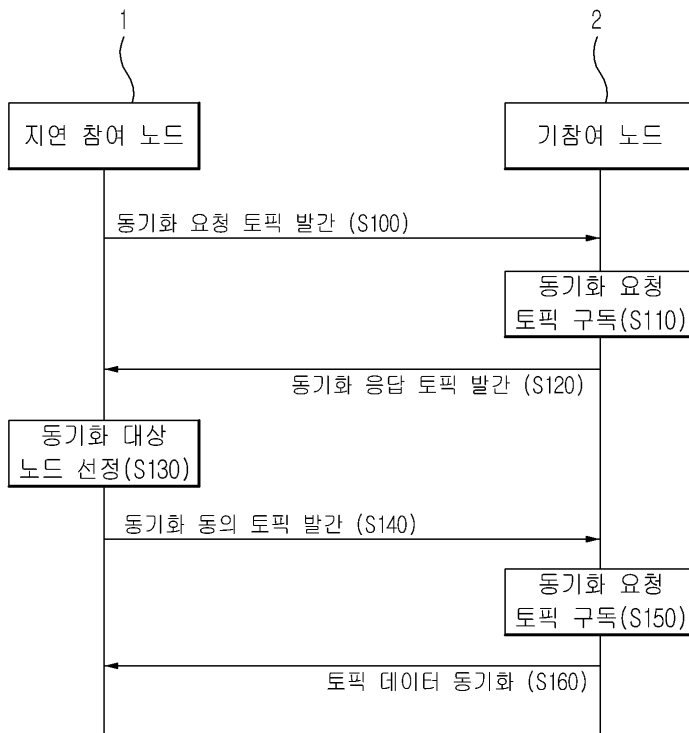 1
2
지연 참여 노드
기참여 노드
동기화 요청 토픽 발간 (S100)
동기화 요청
토픽 구독(S110)
동기화 응답 토픽 발간 (S120)
동기화 대상
노드 선정(S130)
동기화 동의 토픽 발간 (S140)
동기화 요청
토픽 구독(S150)
토픽 데이터 동기화 (S160)